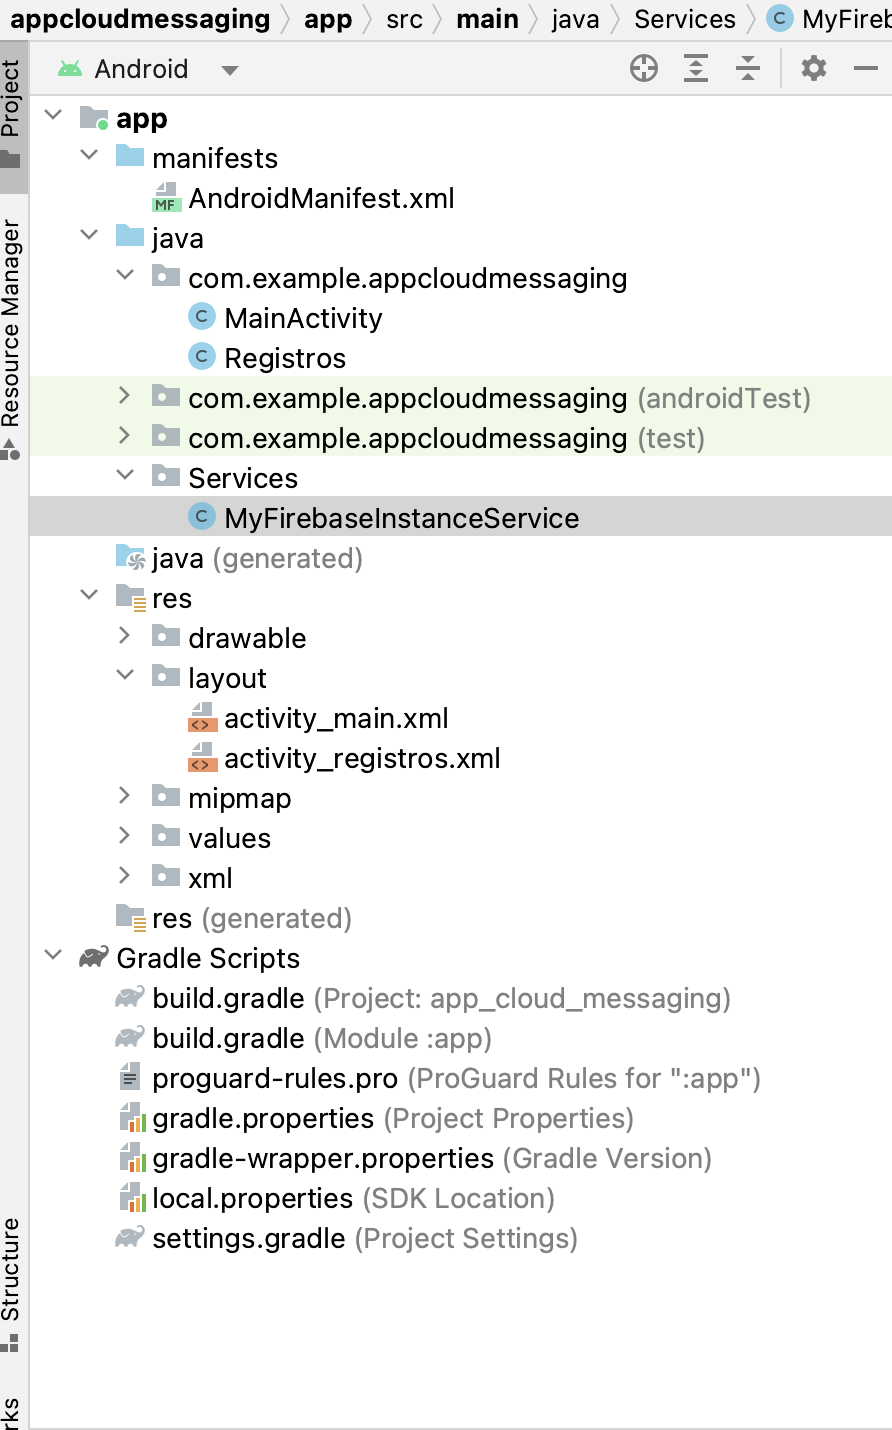 appcloudmessaging app src main java Services C MyFireb
Android
Project
Resource Manager
Structure
app
manifests
MF AndroidManifest.xml
java
com.example.appcloudmessaging
C MainActivity
C Registros
com.example.appcloudmessaging (androidTest)
com.example.appcloudmessaging (test)
Services
C MyFirebaseInstanceService
java (generated)
res
drawable
layout
<> activity_main.xml
<> activity_registros.xml
mipmap
values
xml
res (generated)
Gradle Scripts
build.gradle (Project: app_cloud_messaging)
build.gradle (Module :app)
proguard-rules.pro (ProGuard Rules for ":app")
gradle.properties (Project Properties)
gradle-wrapper.properties (Gradle Version)
local.properties (SDK Location)
settings.gradle (Project Settings)
rks